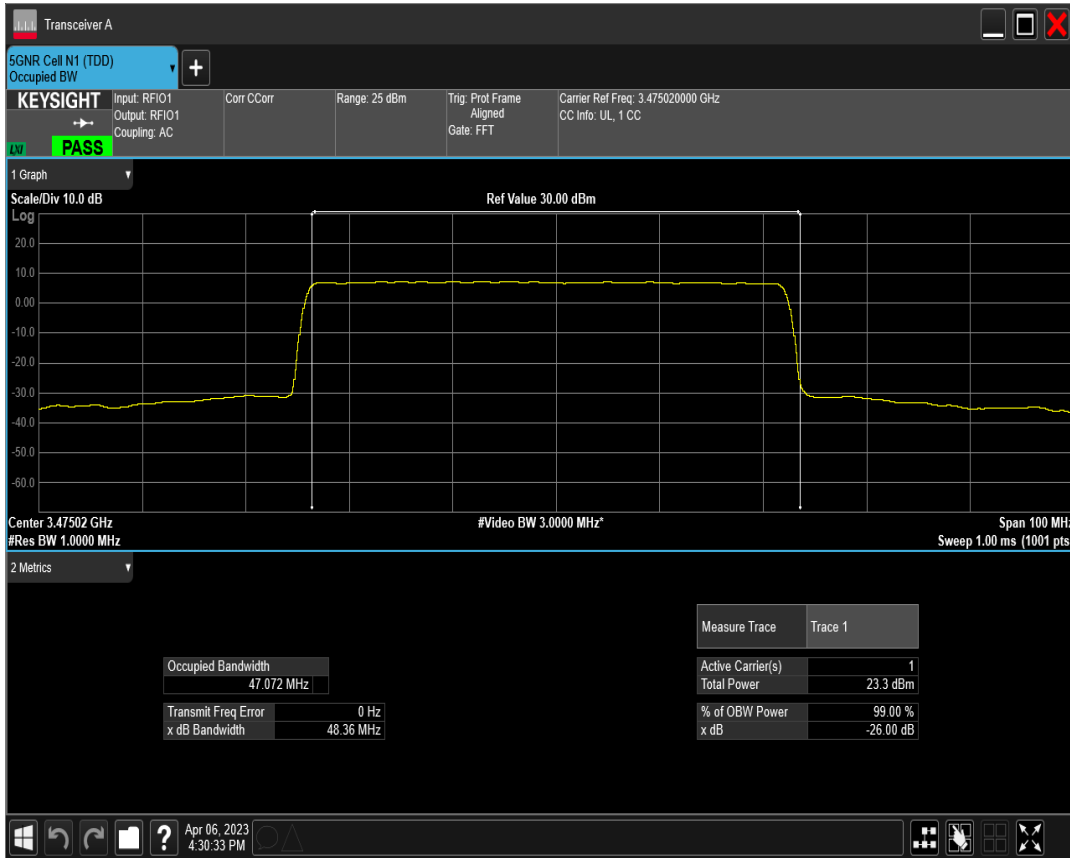 Transceiver A
5GNR Cell N1 (TDD)
Occupied BW
+
KEYSIGHT
LXI
PASS
Input: RFIO1
Output: RFIO1
Coupling: AC
Corr CCorr
Range: 25 dBm
Trig: Prot Frame
Aligned
Gate: FFT
Carrier Ref Freq: 3.475020000 GHz
CC Info: UL, 1 CC
1 Graph
Scale/Div 10.0 dB
Ref Value 30.00 dBm
Log
20.0
10.0
0.00
-10.0
-20.0
-30.0
-40.0
-50.0
-60.0
Center 3.47502 GHz
#Video BW 3.0000 MHz*
Span 100 MHz
#Res BW 1.0000 MHz
Sweep 1.00 ms (1001 pts
2 Metrics
Measure Trace Trace 1
Occupied Bandwidth
47.072 MHz
Active Carrier(s) 1
Total Power 23.3 dBm
Transmit Freq Error 0 Hz
x dB Bandwidth 48.36 MHz
% of OBW Power 99.00 %
x dB -26.00 dB
?
Apr 06, 2023
4:30:33 PM